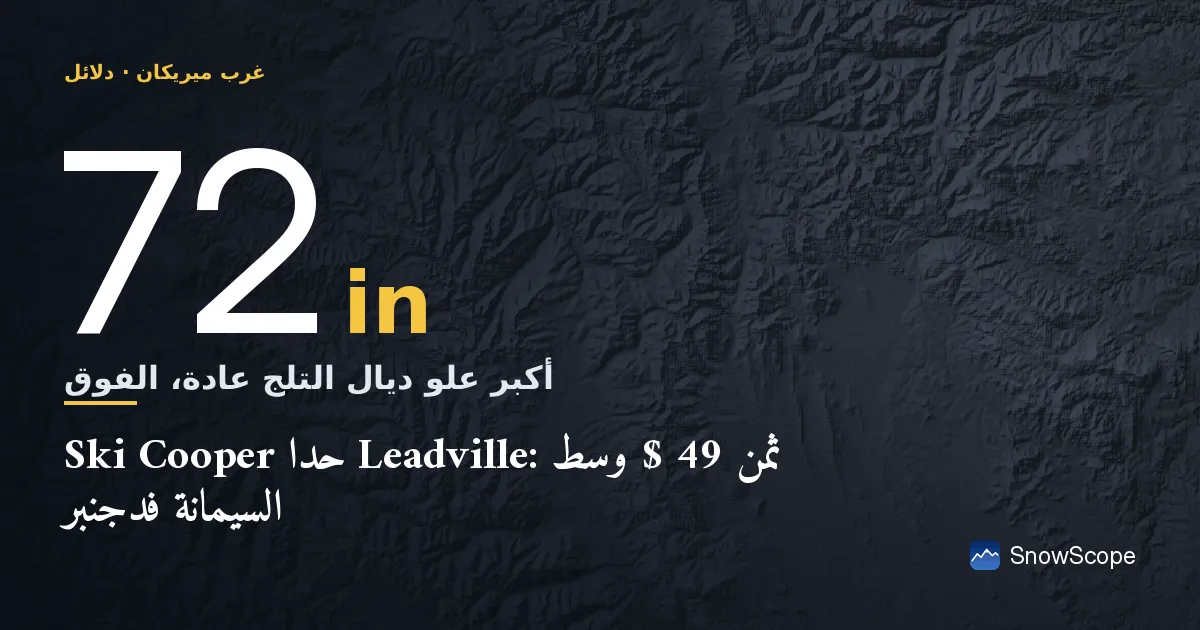 غرب ميريكان · دلائل
72 in
أكبر علو ديال التلج عادة، الفوق
Ski Cooper حدا Leadville: ثمن 49 $ وسط
السيمانة فدجنبر
SnowScope